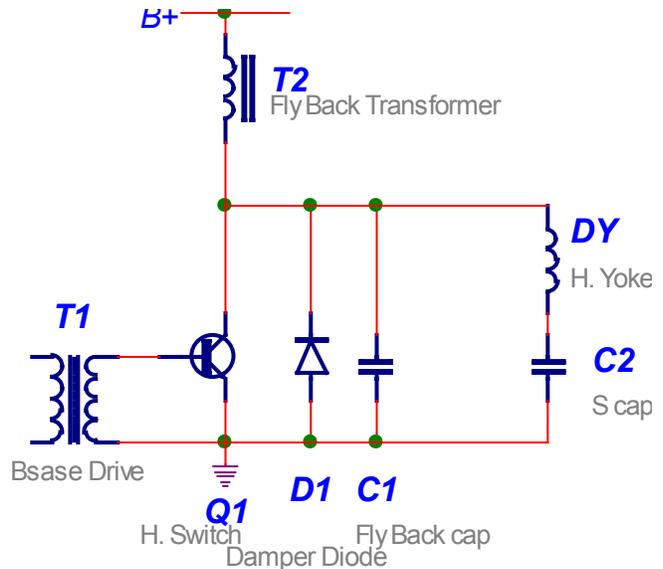 B+
T2
Fly Back Transformer
DY
H. Yoke
T1
C2
S cap
Bsase Drive
D1
C1
Q1
H. Switch
Fly Back cap
Damper Diode